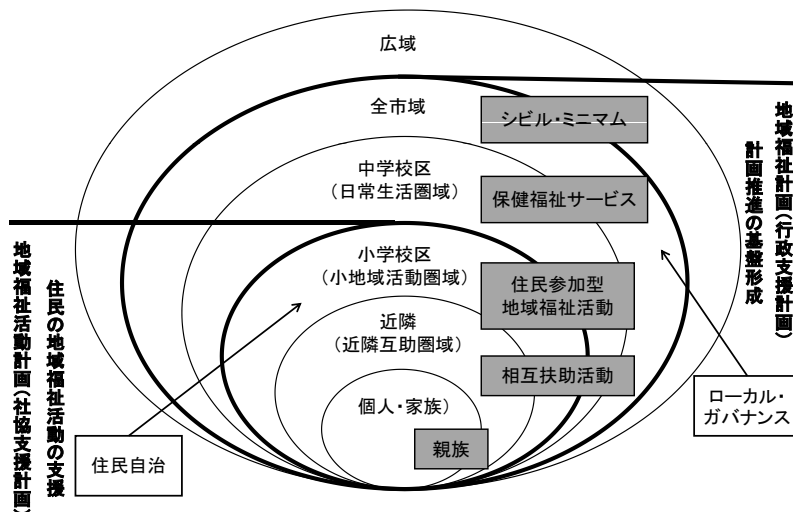 広域
全市域
シビル・ミニマム
中学校区
（日常生活圏域）
保健福祉サービス
小学校区
（小地域活動圏域）
住民参加型
地域福祉活動
近隣
（近隣互助圏域）
相互扶助活動
個人・家族）
親族
住民自治
ローカル・
ガバナンス
地域福祉計画（行政支援計画）
計画推進の基盤形成
住民の地域福祉活動の支援
地域福祉活動計画（社協支援計画）